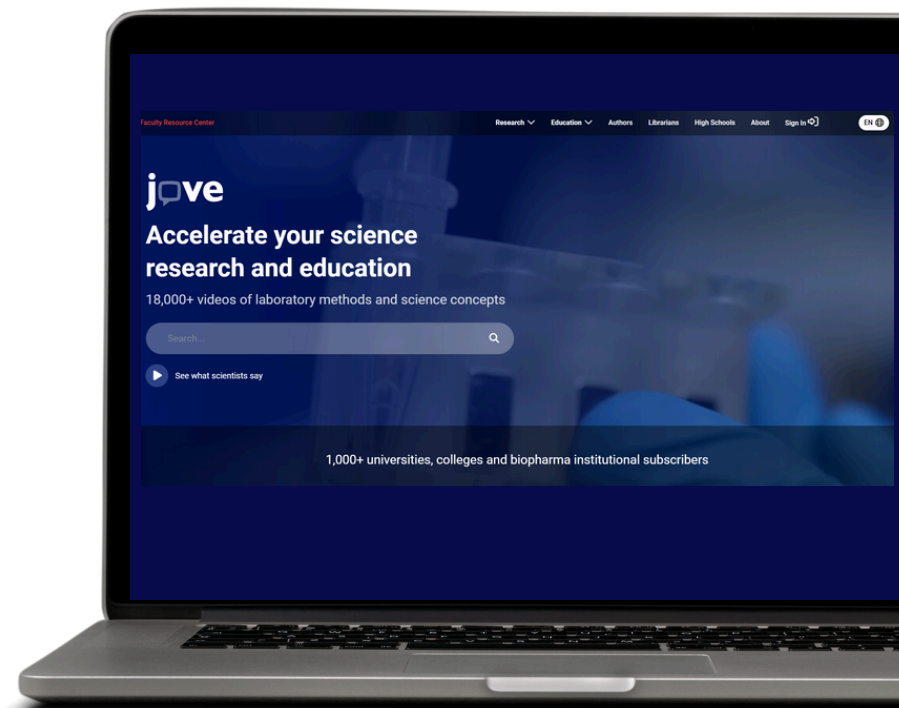 Faculty Resource Center
Research Education Authors Librarians High Schools About Sign In EN
jove
Accelerate your science
research and education
18,000+ videos of laboratory methods and science concepts
Search...
See what scientists say
1,000+ universities, colleges and biopharma institutional subscribers